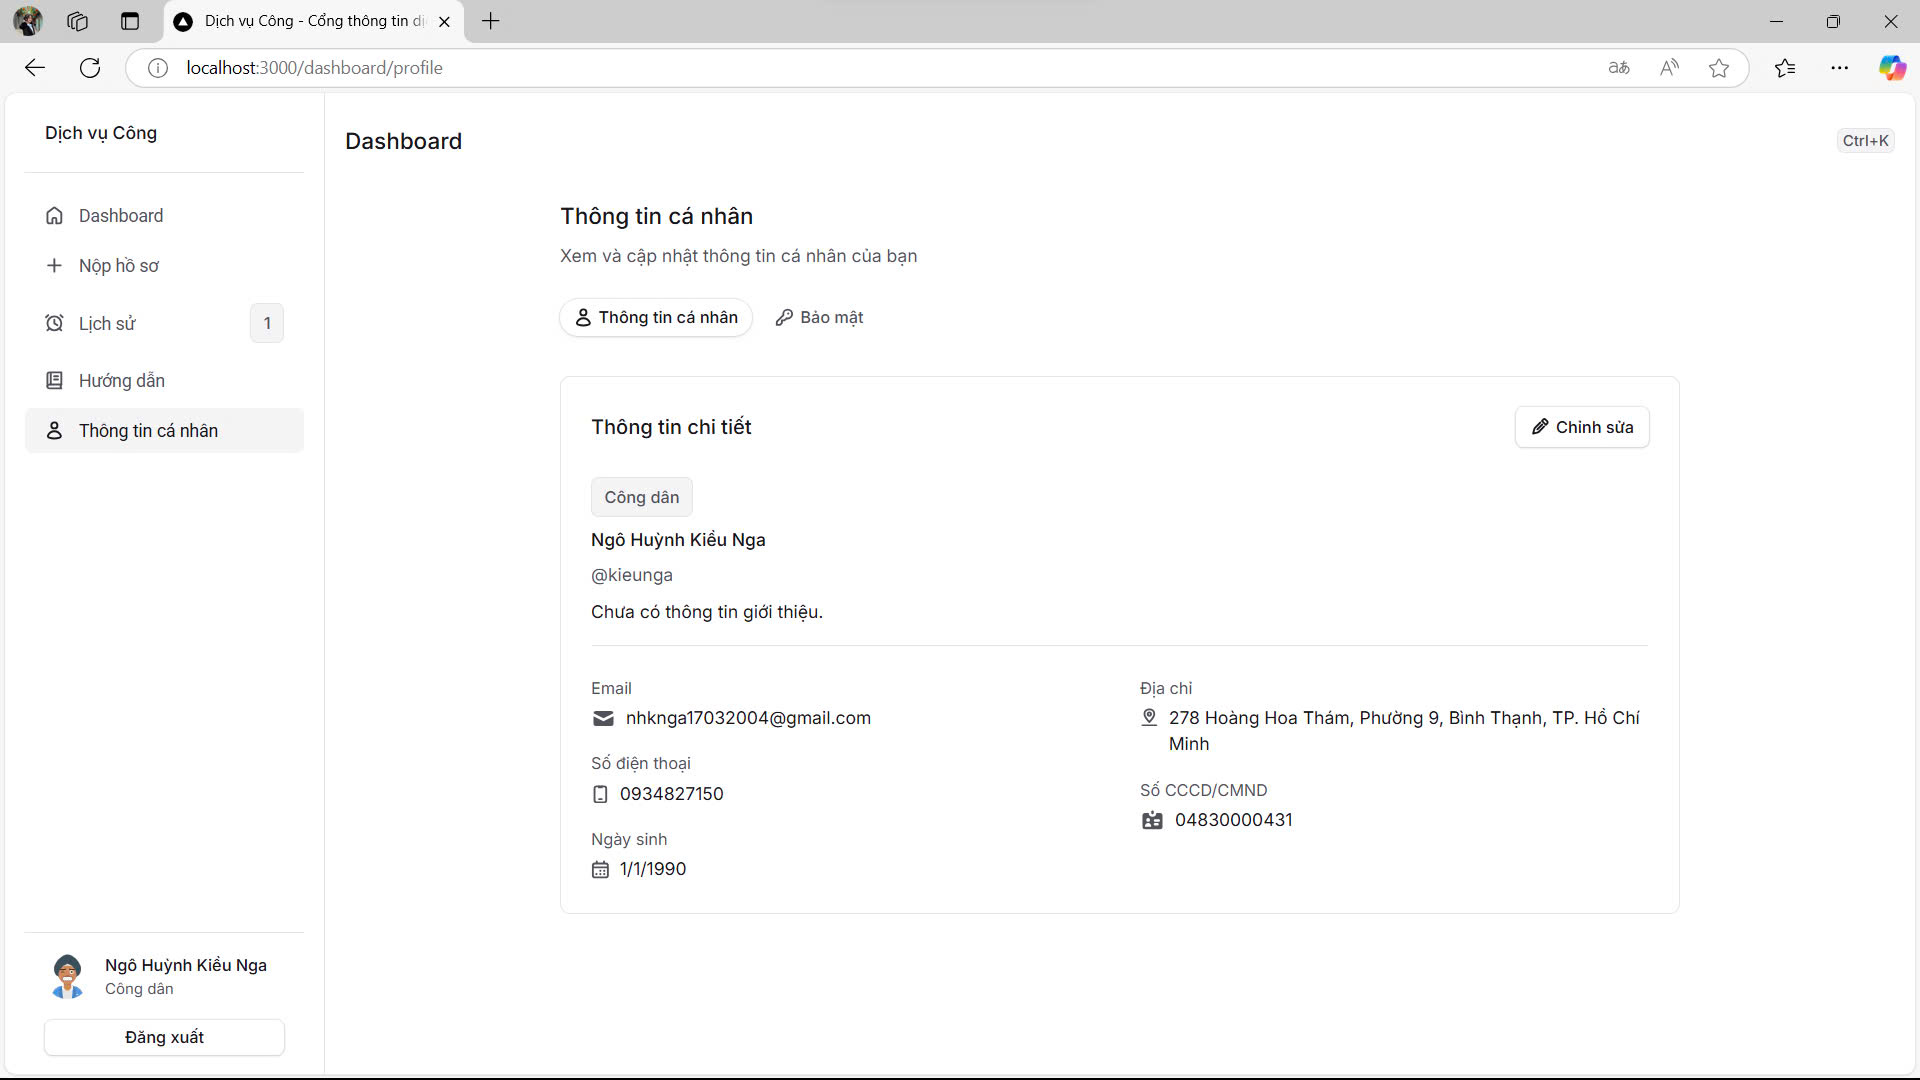 Dịch vụ Công - Cổng thông tin dị
localhost:3000/dashboard/profile
Dịch vụ Công
Dashboard
Nộp hồ sơ
Lịch sử
1
Hướng dẫn
Thông tin cá nhân
Ngô Huỳnh Kiều Nga
Công dân
Đăng xuất
Dashboard
Ctrl+K
Thông tin cá nhân
Xem và cập nhật thông tin cá nhân của bạn
Thông tin cá nhân
Bảo mật
Thông tin chi tiết
Chỉnh sửa
Công dân
Ngô Huỳnh Kiều Nga
@kieunga
Chưa có thông tin giới thiệu.
Email
nhknga17032004@gmail.com
Số điện thoại
0934827150
Ngày sinh
1/1/1990
Địa chỉ
278 Hoàng Hoa Thám, Phường 9, Bình Thạnh, TP. Hồ Chí
Minh
Số CCCD/CMND
04830000431